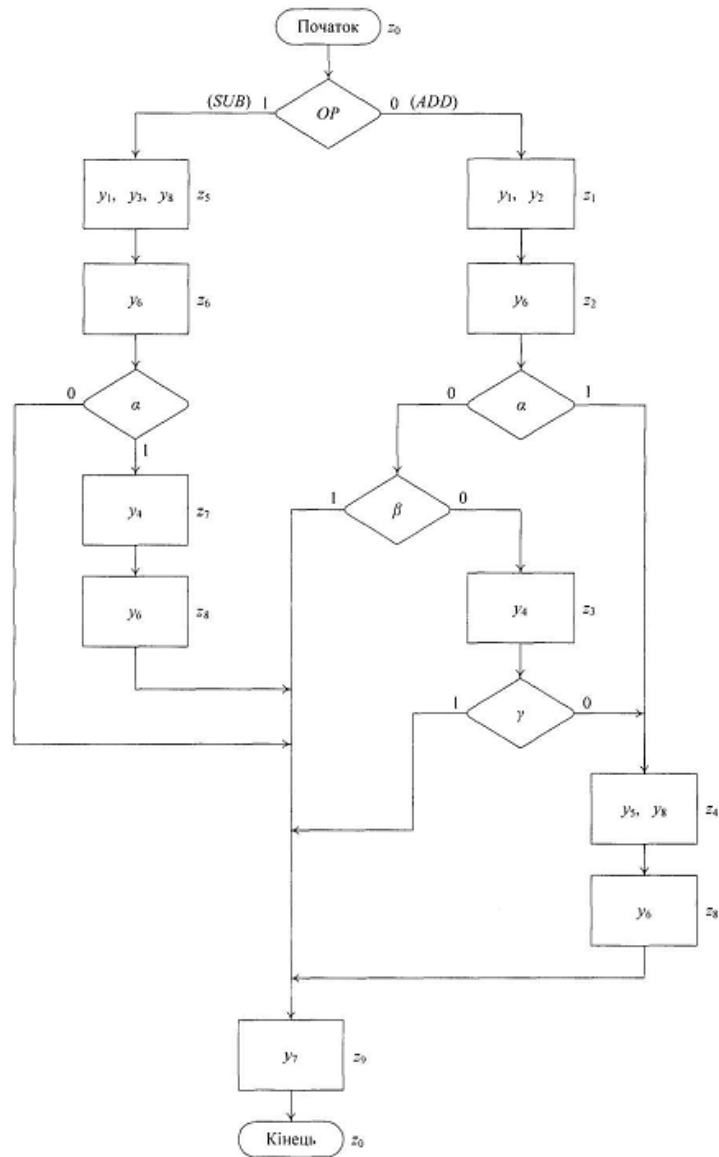 Початок z₀
(SUB) 1 OP 0 (ADD)
y₁, y₃, y₈ z₅
y₁, y₂ z₁
y₆ z₆
y₆ z₂
0 α
1
0 α 1
y₄ z₇
1 β 0
y₆ z₈
y₄ z₃
1 γ 0
y₅, y₈ z₄
y₆ z₈
y₇ z₉
Кінець z₀